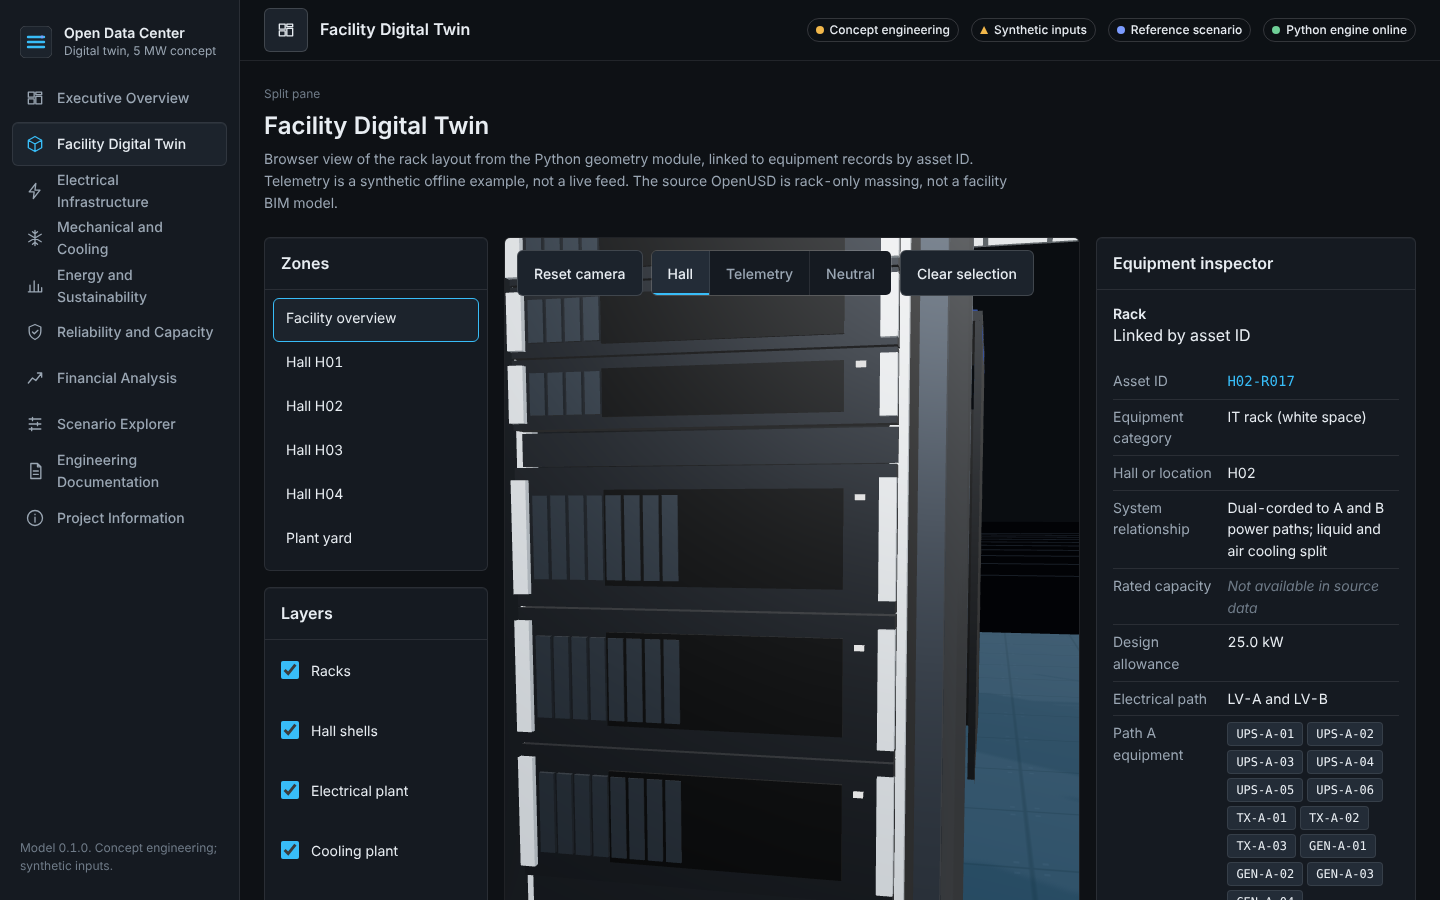 Open Data Center
Digital twin, 5 MW concept
Executive Overview
Facility Digital Twin
Electrical
Infrastructure
Mechanical and
Cooling
Energy and
Sustainability
Reliability and Capacity
Financial Analysis
Scenario Explorer
Engineering
Documentation
Project Information
Model 0.1.0. Concept engineering;
synthetic inputs.
Facility Digital Twin
Concept engineering
Synthetic inputs
Reference scenario
Python engine online
Split pane
Facility Digital Twin
Browser view of the rack layout from the Python geometry module, linked to equipment records by asset ID.
Telemetry is a synthetic offline example, not a live feed. The source OpenUSD is rack-only massing, not a facility
BIM model.
Zones
Facility overview
Hall H01
Hall H02
Hall H03
Hall H04
Plant yard
Layers
Racks
Hall shells
Electrical plant
Cooling plant
Reset camera
Hall
Telemetry
Neutral
Clear selection
Equipment inspector
Rack
Linked by asset ID
Asset ID
H02-R017
Equipment
category
IT rack (white space)
Hall or location
H02
System
relationship
Dual-corded to A and B
power paths; liquid and
air cooling split
Rated capacity
Not available in source
data
Design
allowance
25.0 kW
Electrical path
LV-A and LV-B
Path A
equipment
UPS-A-01 UPS-A-02
UPS-A-03 UPS-A-04
UPS-A-05 UPS-A-06
TX-A-01 TX-A-02
TX-A-03 GEN-A-01
GEN-A-02 GEN-A-03